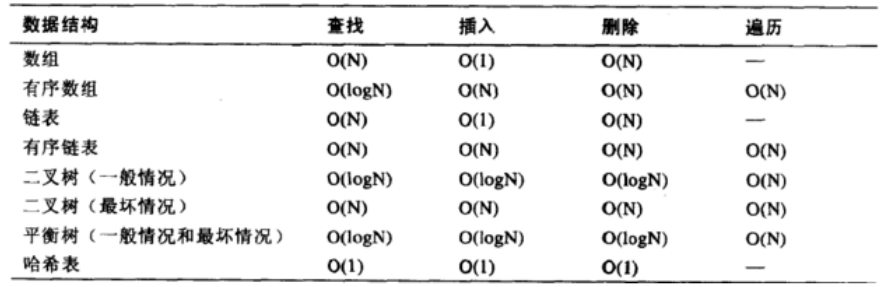 数据结构 查找 插入 删除 遍历
数组 O(N) O(1) O(N) —
有序数组 O(logN) O(N) O(N) O(N)
链表 O(N) O(1) O(N) —
有序链表 O(N) O(N) O(N) O(N)
二叉树（一般情况） O(logN) O(logN) O(logN) O(N)
二叉树（最坏情况） O(N) O(N) O(N) O(N)
平衡树（一般情况和最坏情况） O(logN) O(logN) O(logN) O(N)
哈希表 O(1) O(1) O(1) —